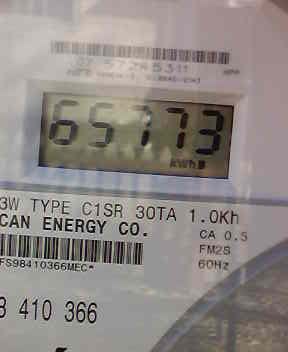 65773
kWh
3W TYPE C1SR 30TA 1.0Kh
CAN ENERGY CO.
CA 0.5
FM2S
60Hz
FS98410366MEC*
8 410 366